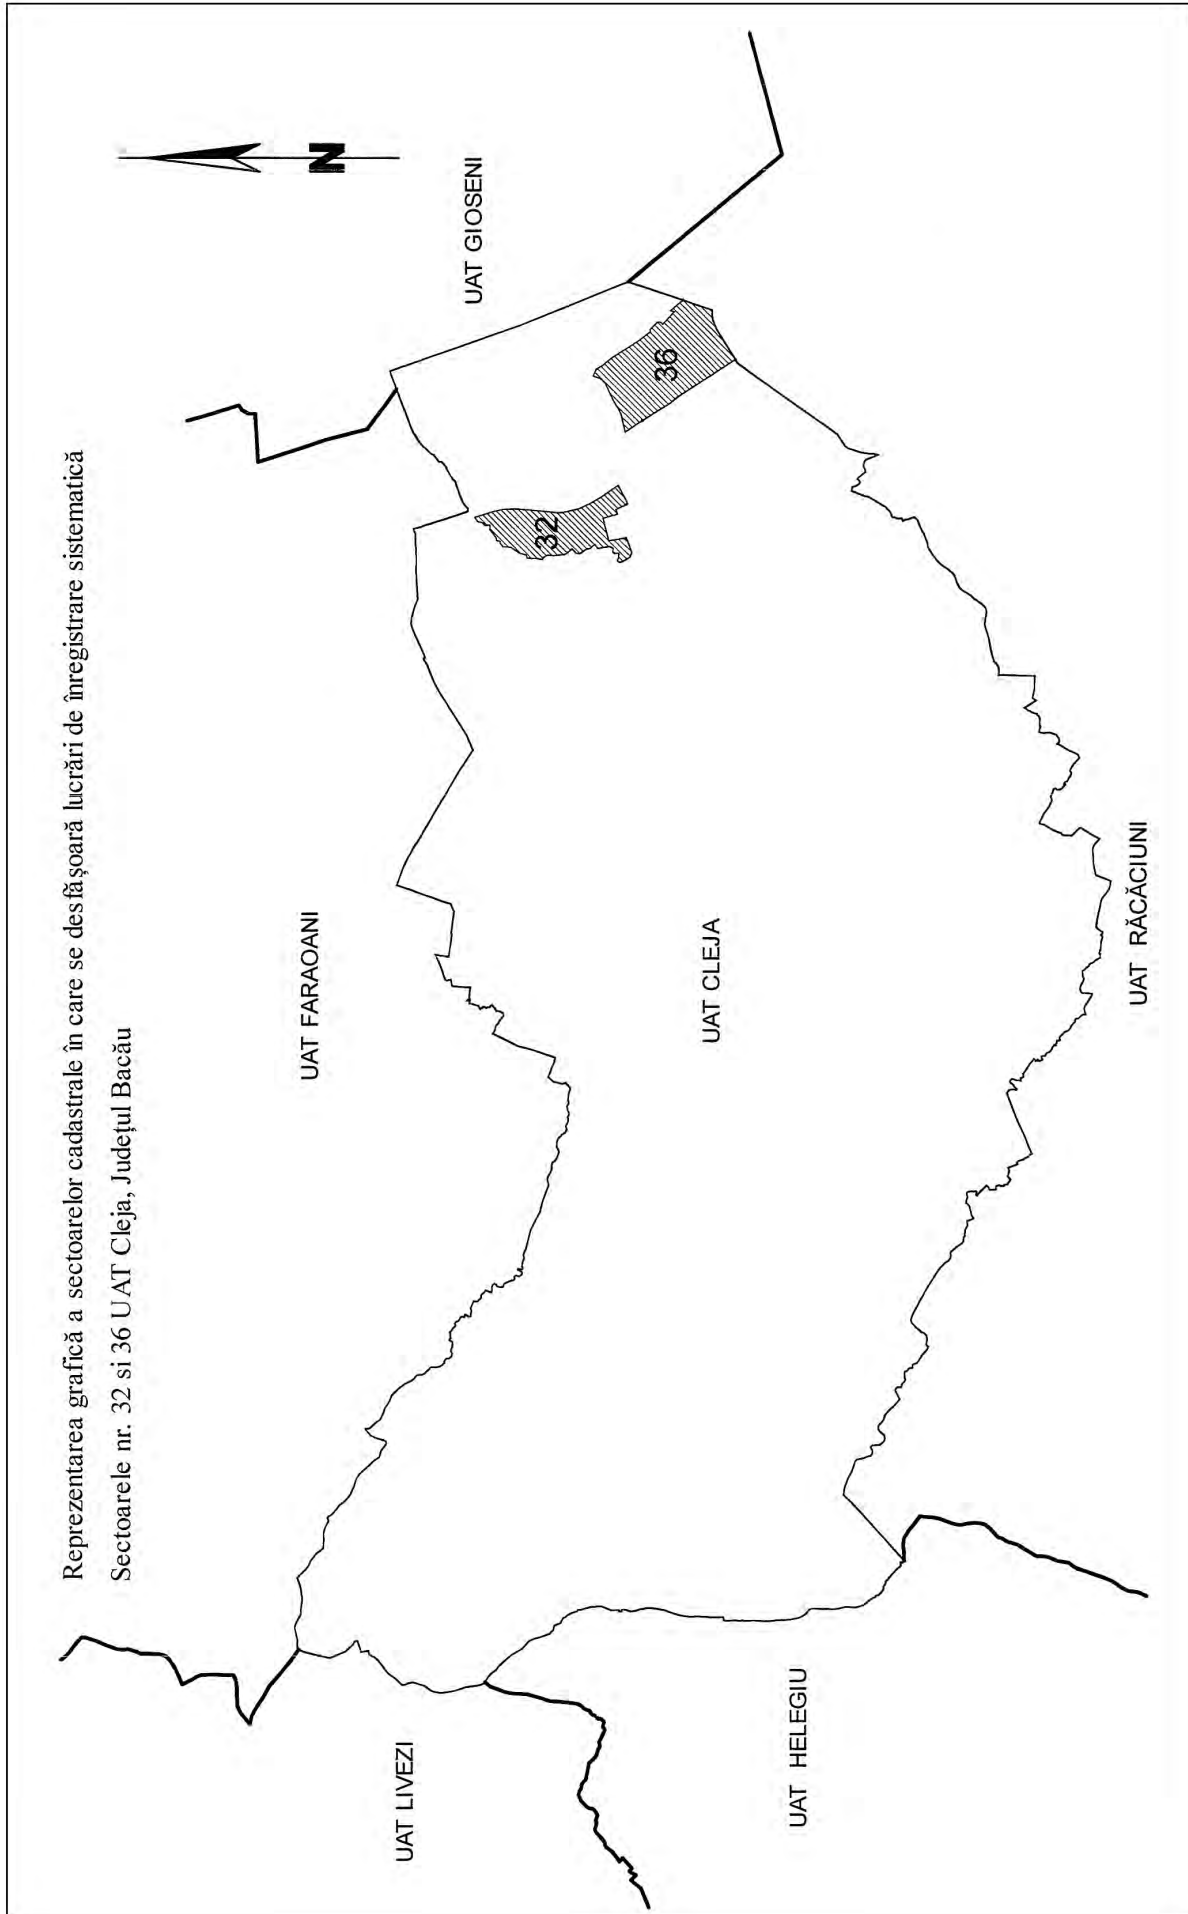 Reprezentarea grafică a sectoarelor cadastrale în care se desfășoară lucrări de înregistrare sistematică
Sectoarele nr. 32 si 36 UAT Cleja, Județul Bacău
N
UAT GIOSENI
UAT FARAOANI
32
36
UAT CLEJA
UAT LIVEZI
UAT HELEGIU
UAT RĂCĂCIUNI